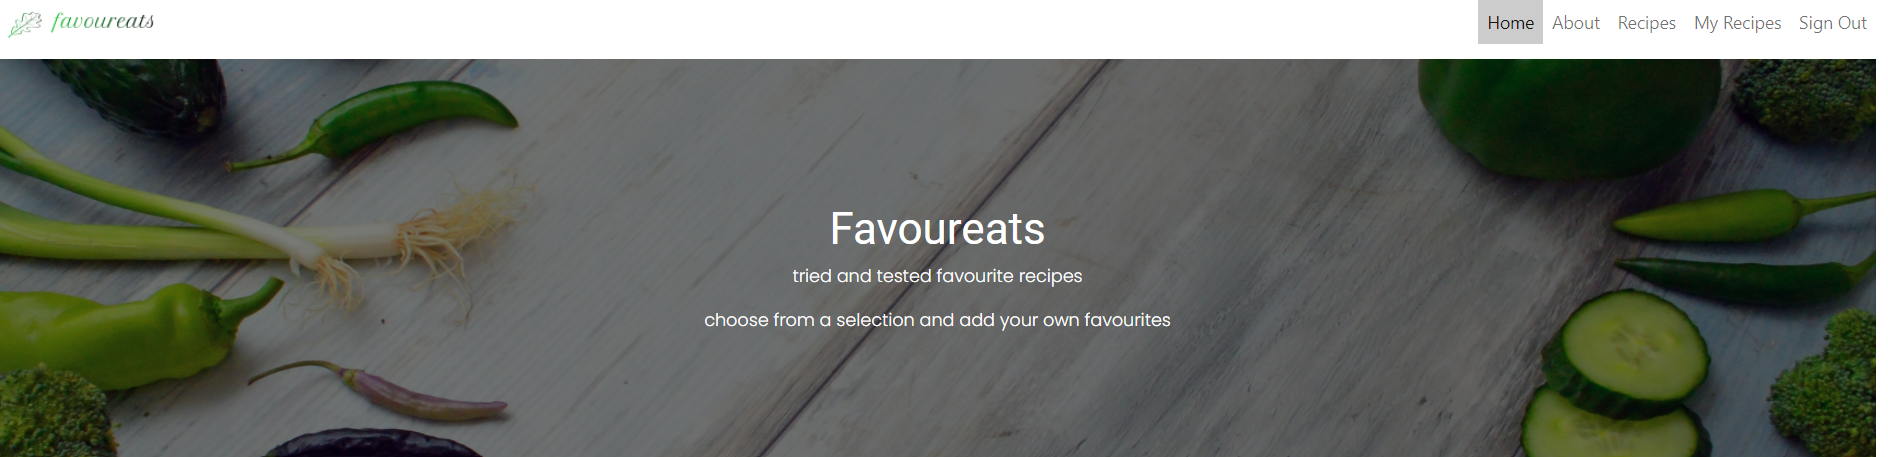 favoureats
Home About Recipes My Recipes Sign Out
Favoureats
tried and tested favourite recipes
choose from a selection and add your own favourites